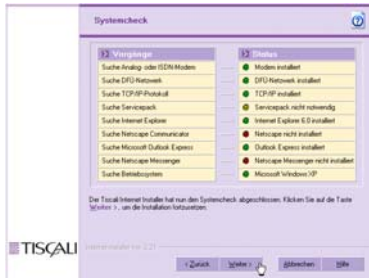 Systemcheck
Vorgänge Status
Suche Analog- oder ISDN-Modem Modem installiert
Suche DFÜ-Netzwerk DFÜ-Netzwerk installiert
Suche TCP/IP-Protokoll TCP/IP installiert
Suche Servicepack Servicepack nicht notwendig
Suche Internet Explorer Internet Explorer 6.0 installiert
Suche Netscape Communicator Netscape nicht installiert
Suche Microsoft Outlook Express Outlook Express installiert
Suche Netscape Messenger Netscape Messenger nicht installiert
Suche Betriebssystem Microsoft Windows XP
Der Tiscali Internet Installer hat nun den Systemcheck abgeschlossen. Klicken Sie auf die Taste
Weiter > , um die Installation fortzusetzen.
TISCALI
< Zurück Weiter > Abbrechen Hilfe